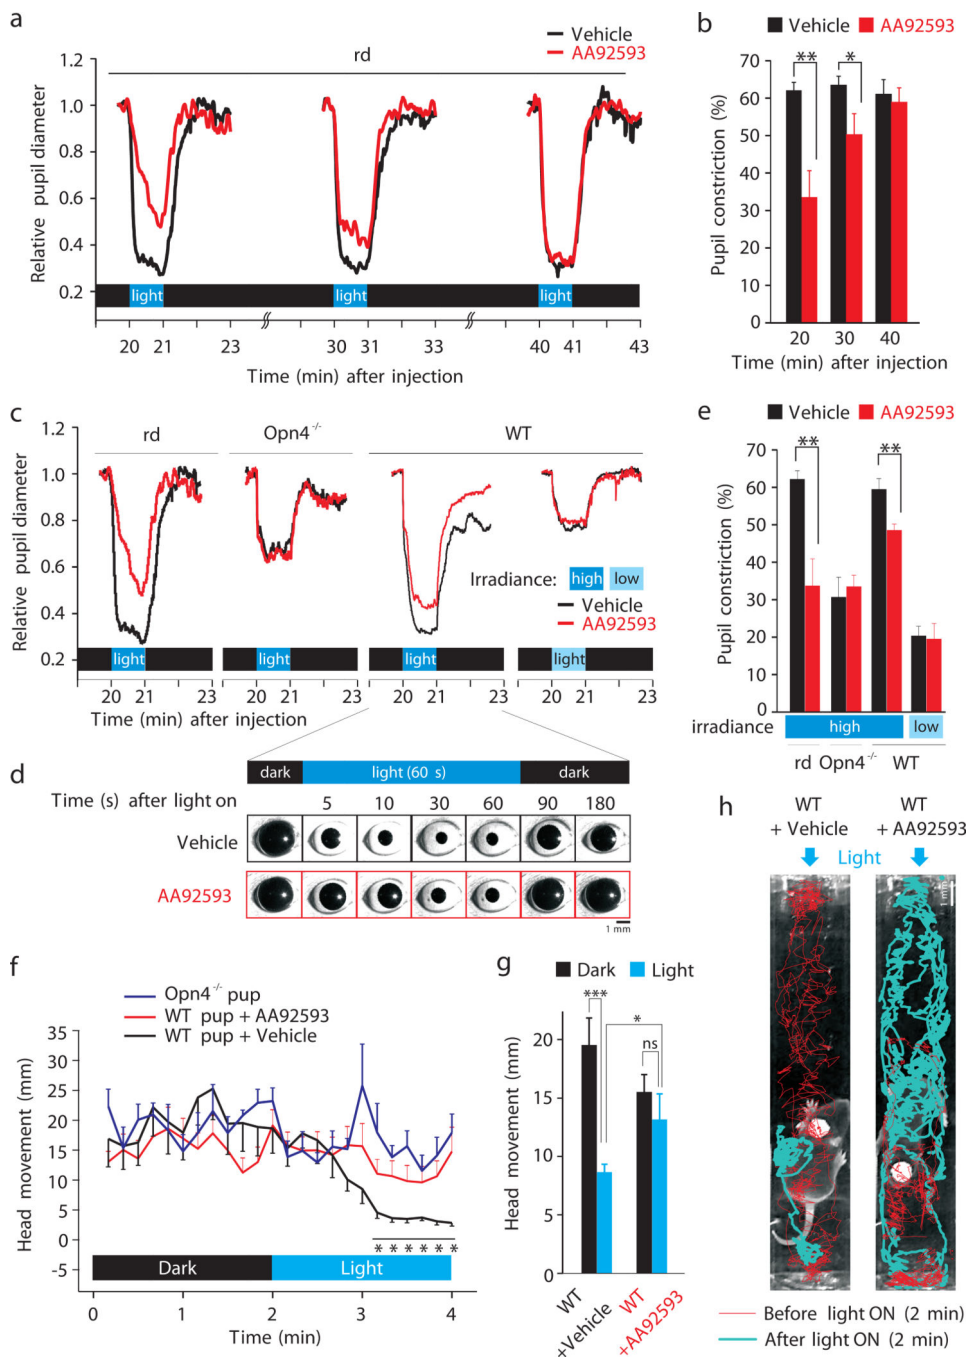 a
Vehicle
AA92593
rd
1.2
1.0
0.8
0.6
0.4
0.2
Relative pupil diameter
light
light
light
20 21 23 30 31 33 40 41 43
Time (min) after injection
b
Vehicle AA92593
** *
70
60
50
40
30
20
10
0
Pupil constriction (%)
20 30 40
Time (min) after injection
c
rd
Opn4-/-
WT
1.2
1.0
0.8
0.6
0.4
0.2
Relative pupil diameter
Irradiance: high low
Vehicle
AA92593
light light light light
20 21 23 20 21 23 20 21 23 20 21 23
Time (min) after injection
d
dark light (60 s) dark
Time (s) after light on 5 10 30 60 90 180
Vehicle
AA92593
1 mm
e
Vehicle AA92593
** **
70
60
50
40
30
20
10
0
Pupil constriction (%)
irradiance high low
rd Opn4-/- WT
f
Opn4-/- pup
WT pup + AA92593
WT pup + Vehicle
35
30
25
20
15
10
5
0
-5
Head movement (mm)
* * * * * *
Dark Light
0 1 2 3 4
Time (min)
g
Dark Light
***
*
ns
20
15
10
5
0
Head movement (mm)
WT
+Vehicle
WT
+AA92593
h
WT WT
+ Vehicle + AA92593
Light
1 mm
Before light ON (2 min)
After light ON (2 min)